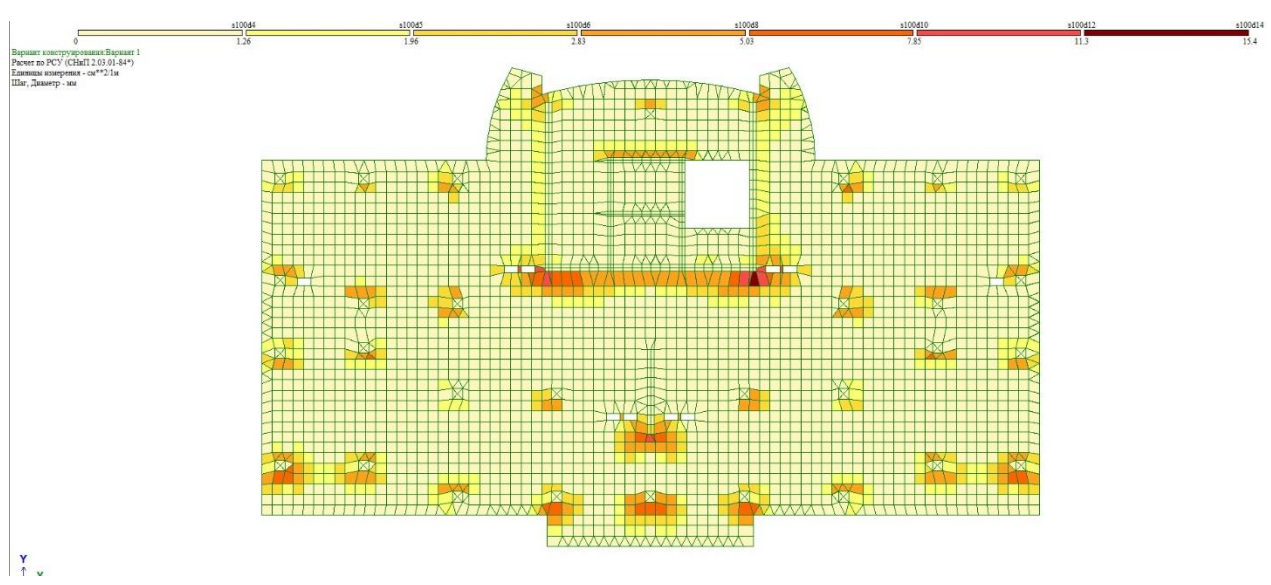 s100d4 s100d5 s100d6 s100d8 s100d10 s100d12 s100d14
0 1.26 1.96 2.83 5.03 7.85 11.3 15.4
Вариант конструирования:Вариант 1
Расчет по РСУ (СНиП 2.03.01-84*)
Единицы измерения - см**2/1м
Шаг, Диаметр - мм
Y
X